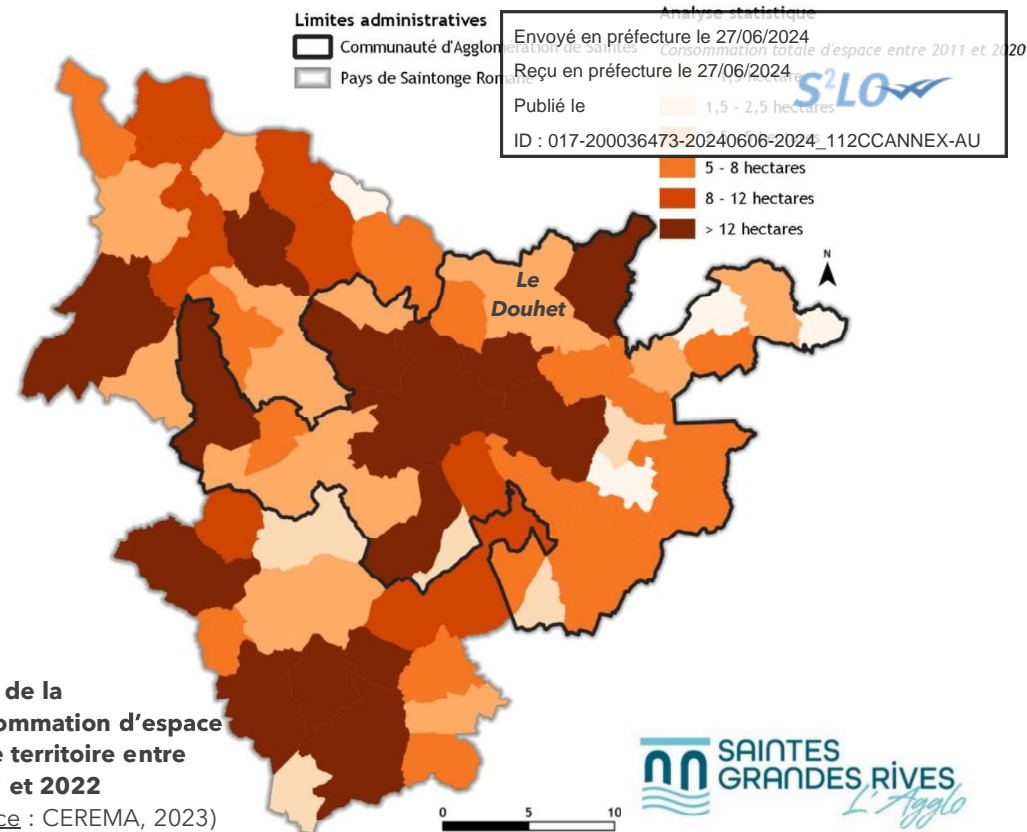 Limites administratives
Communauté d'Agglomération de Saintes
Pays de Saintonge Romane
Analyse statistique
Consommation totale d'espace entre 2011 et 2020
1,5 - 2,5 hectares
5 - 8 hectares
8 - 12 hectares
> 12 hectares
Envoyé en préfecture le 27/06/2024
Reçu en préfecture le 27/06/2024
Publié le
S²LO
ID : 017-200036473-20240606-2024_112CCANNEX-AU
N
Le
Douhet
de la
ommation d'espace
territoire entre
et 2022
: CEREMA, 2023)
0 5 10
SAINTES
GRANDES RIVES
L'Agglo